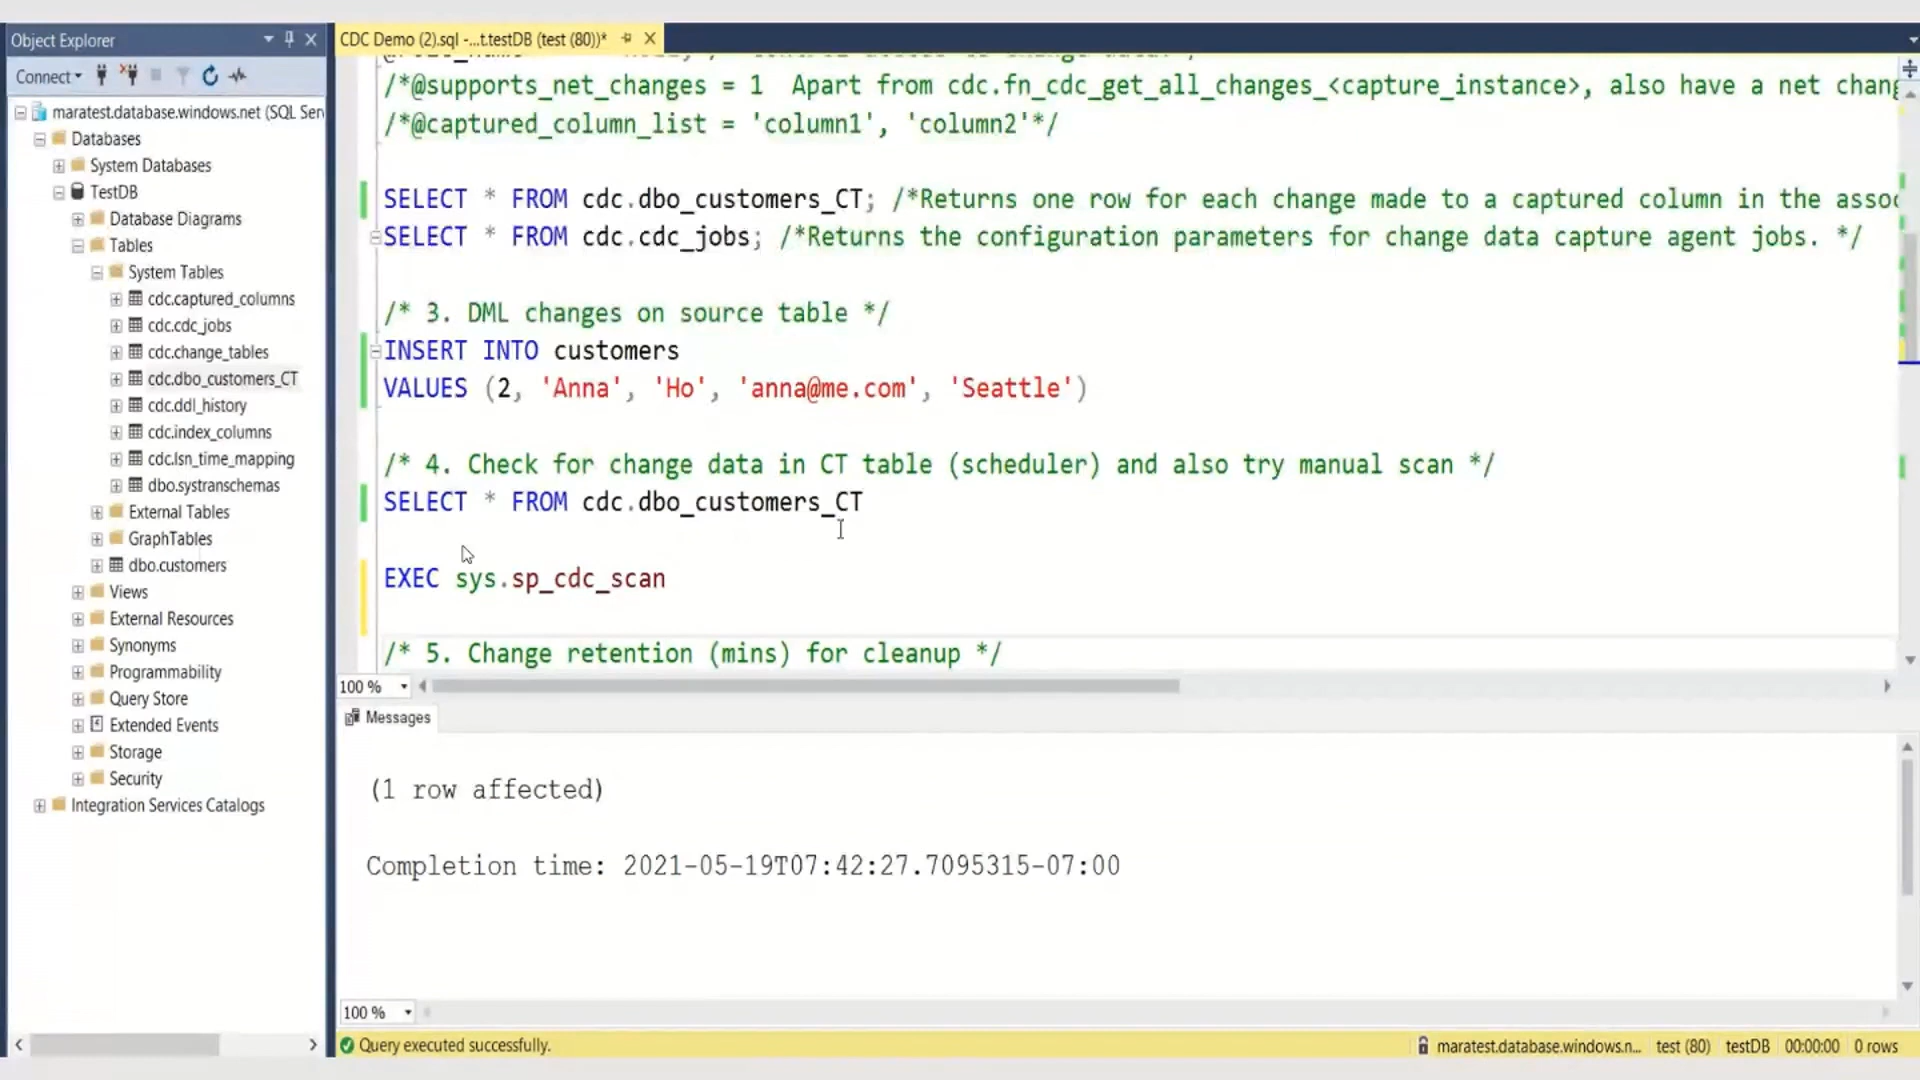 Object Explorer
Connect
maratest.database.windows.net (SQL Ser
Databases
System Databases
TestDB
Database Diagrams
Tables
System Tables
cdc.captured_columns
cdc.cdc_jobs
cdc.change_tables
cdc.dbo_customers_CT
cdc.ddl_history
cdc.index_columns
cdc.lsn_time_mapping
dbo.systranschemas
External Tables
GraphTables
dbo.customers
Views
External Resources
Synonyms
Programmability
Query Store
Extended Events
Storage
Security
Integration Services Catalogs
CDC Demo (2).sql -...t.testDB (test (80))*
/*@supports_net_changes = 1  Apart from cdc.fn_cdc_get_all_changes_<capture_instance>, also have a net chang
/*@captured_column_list = 'column1', 'column2'*/
SELECT * FROM cdc.dbo_customers_CT; /*Returns one row for each change made to a captured column in the assoc
SELECT * FROM cdc.cdc_jobs; /*Returns the configuration parameters for change data capture agent jobs. */
/* 3. DML changes on source table */
INSERT INTO customers
VALUES (2, 'Anna', 'Ho', 'anna@me.com', 'Seattle')
/* 4. Check for change data in CT table (scheduler) and also try manual scan */
SELECT * FROM cdc.dbo_customers_CT
EXEC sys.sp_cdc_scan
/* 5. Change retention (mins) for cleanup */
100 %
Messages
(1 row affected)
Completion time: 2021-05-19T07:42:27.7095315-07:00
100 %
Query executed successfully.
maratest.database.windows.n... test (80) testDB 00:00:00 0 rows